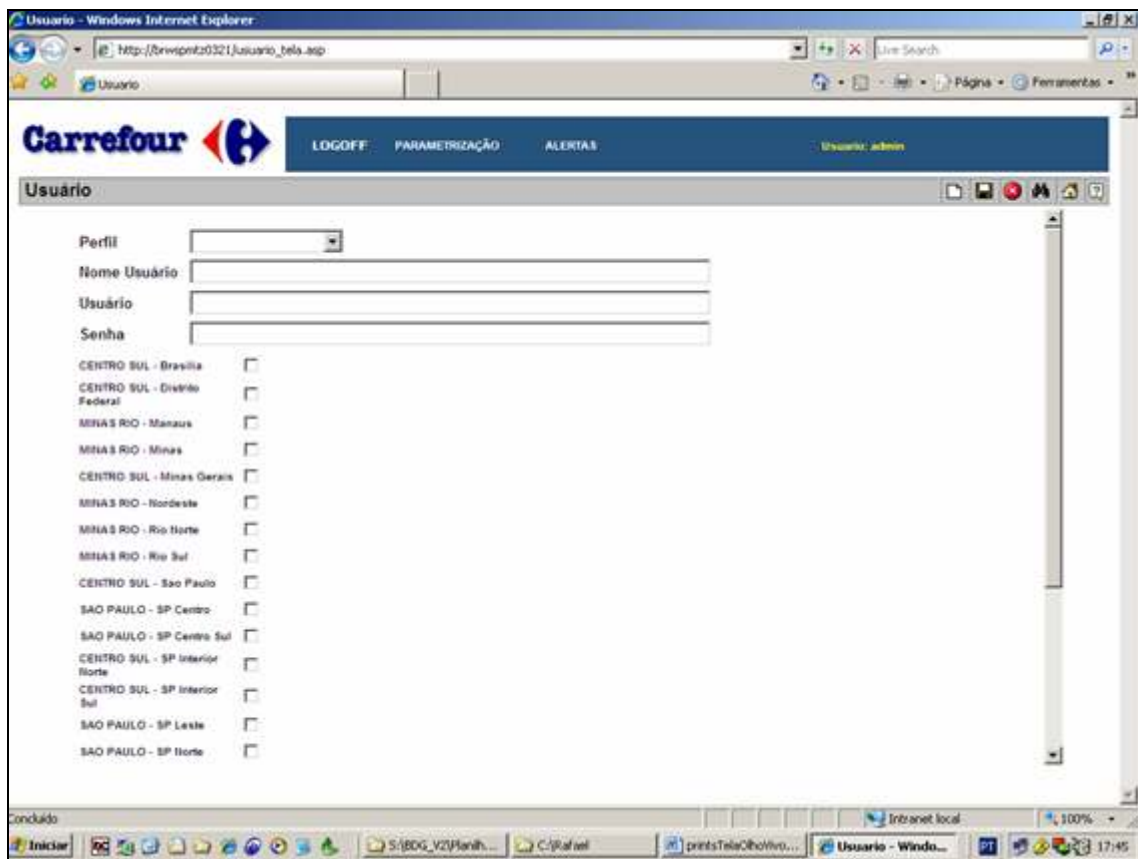 Usuario - Windows Internet Explorer
http://brwspmtz0321/usuario_tela.asp
Live Search
Usuario
Página
Ferramentas
Carrefour
LOGOFF PARAMETRIZAÇÃO ALERTAS Usuario: admin
Usuário
Perfil
Nome Usuário
Usuário
Senha
CENTRO SUL - Brasilia
CENTRO SUL - Distrito
Federal
MINAS RIO - Manaus
MINAS RIO - Minas
CENTRO SUL - Minas Gerais
MINAS RIO - Nordeste
MINAS RIO - Rio Norte
MINAS RIO - Rio Sul
CENTRO SUL - Sao Paulo
SAO PAULO - SP Centro
SAO PAULO - SP Centro Sul
CENTRO SUL - SP Interior
Norte
CENTRO SUL - SP Interior
Sul
SAO PAULO - SP Leste
SAO PAULO - SP Norte
Concluído
Intranet local
100%
Iniciar
S:\BDG_V2\Planilh...
C:\Rafael
printsTelaOlhoVivo...
Usuario - Windo...
PT
17:45